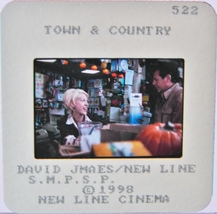 522
TOWN & COUNTRY
DAVID JMAES/NEW LINE
S.M.P.S.P.
© 1998
NEW LINE CINEMA